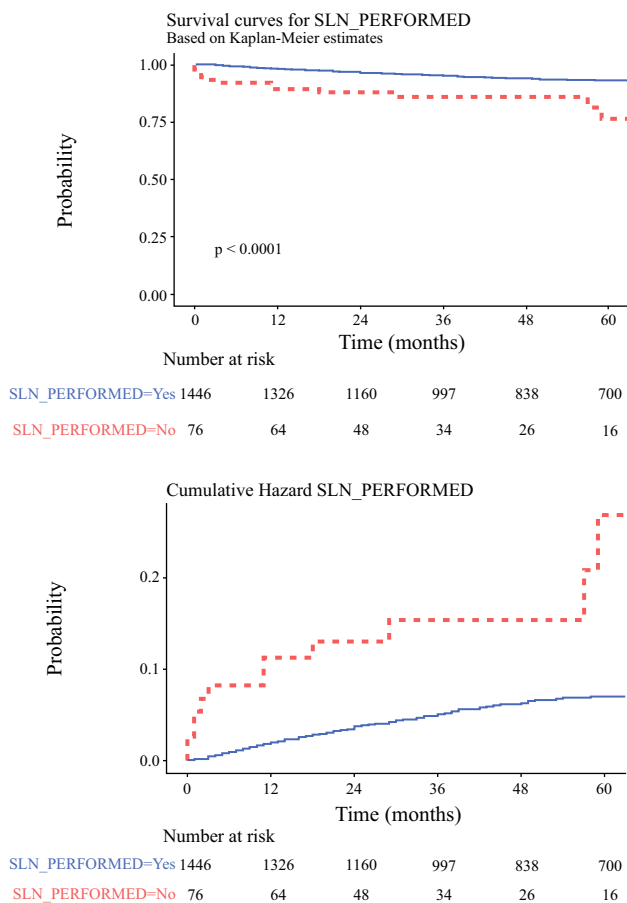 Survival curves for SLN_PERFORMED
Based on Kaplan-Meier estimates
1.00
0.75
0.50
0.25
0.00
Probability
p < 0.0001
0 12 24 36 48 60
Time (months)
Number at risk
SLN_PERFORMED=Yes 1446 1326 1160 997 838 700
SLN_PERFORMED=No 76 64 48 34 26 16
Cumulative Hazard SLN_PERFORMED
0.2
0.1
0.0
Probability
0 12 24 36 48 60
Time (months)
Number at risk
SLN_PERFORMED=Yes 1446 1326 1160 997 838 700
SLN_PERFORMED=No 76 64 48 34 26 16